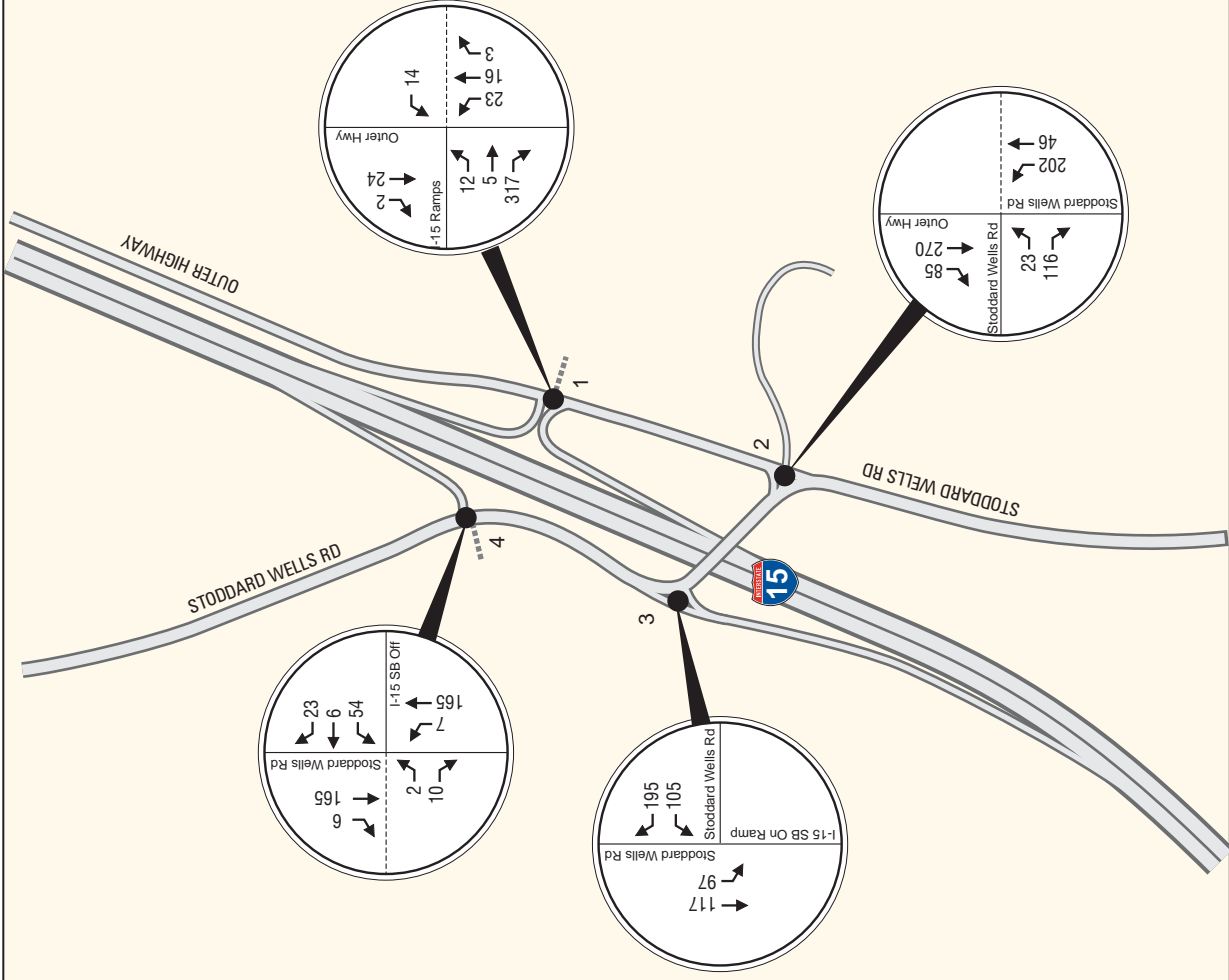 14
3
16
23
Outer Hwy
24
2
-15 Ramps
12
5
317
OUTER HIGHWAY
1
46
202
Stoddard Wells Rd
Outer Hwy
270
85
Stoddard Wells Rd
23
116
2
STODDARD WELLS RD
4
STODDARD WELLS RD
3
INTERSTATE
15
23
6
54
I-15 SB Off
165
7
Stoddard Wells Rd
165
6
2
10
195
105
Stoddard Wells Rd
I-15 SB On Ramp
Stoddard Wells Rd
97
117